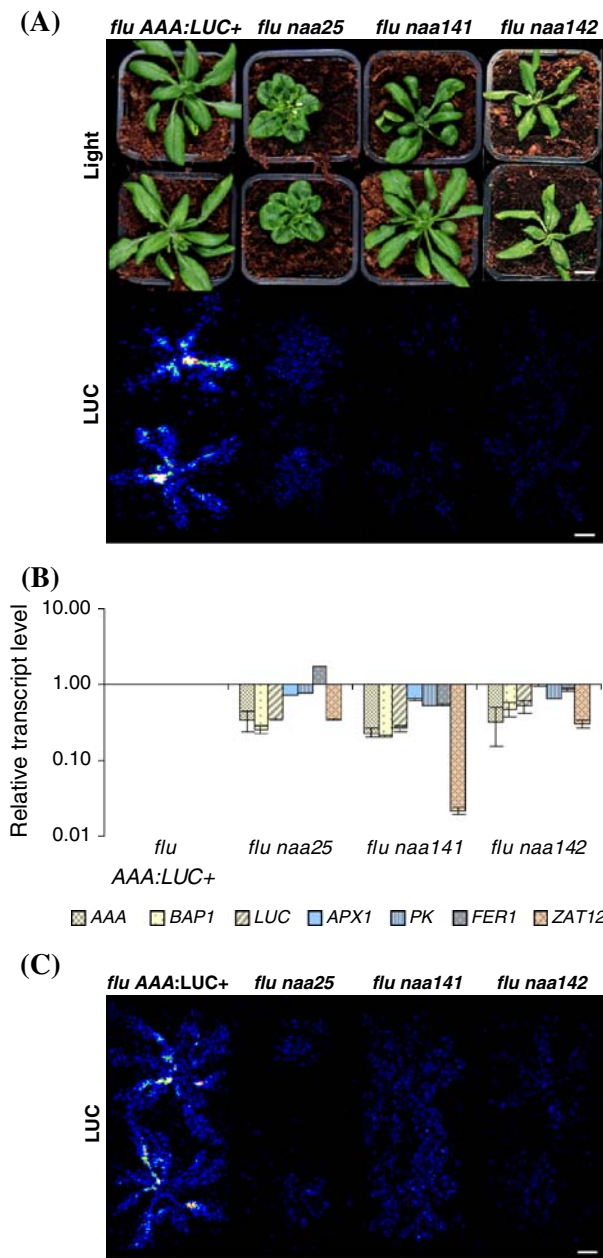 (A)
flu AAA:LUC+ flu naa25 flu naa141 flu naa142
Light
LUC
(B)
Relative transcript level
10.00
1.00
0.10
0.01
flu AAA:LUC+
flu naa25 flu naa141 flu naa142
AAA BAP1 LUC APX1 PK FER1 ZAT12
(C)
flu AAA:LUC+ flu naa25 flu naa141 flu naa142
LUC